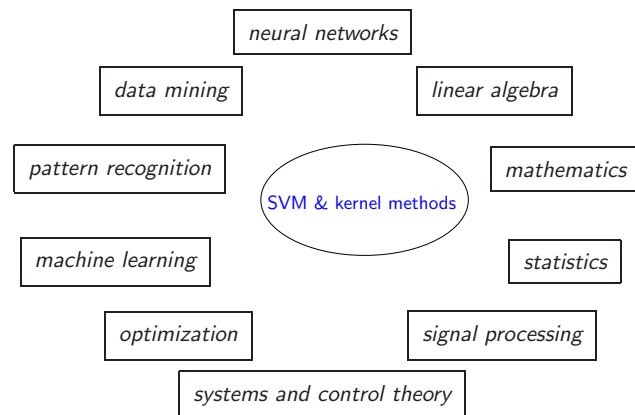 neural networks
data mining
linear algebra
pattern recognition
mathematics
SVM & kernel methods
machine learning
statistics
optimization
signal processing
systems and control theory